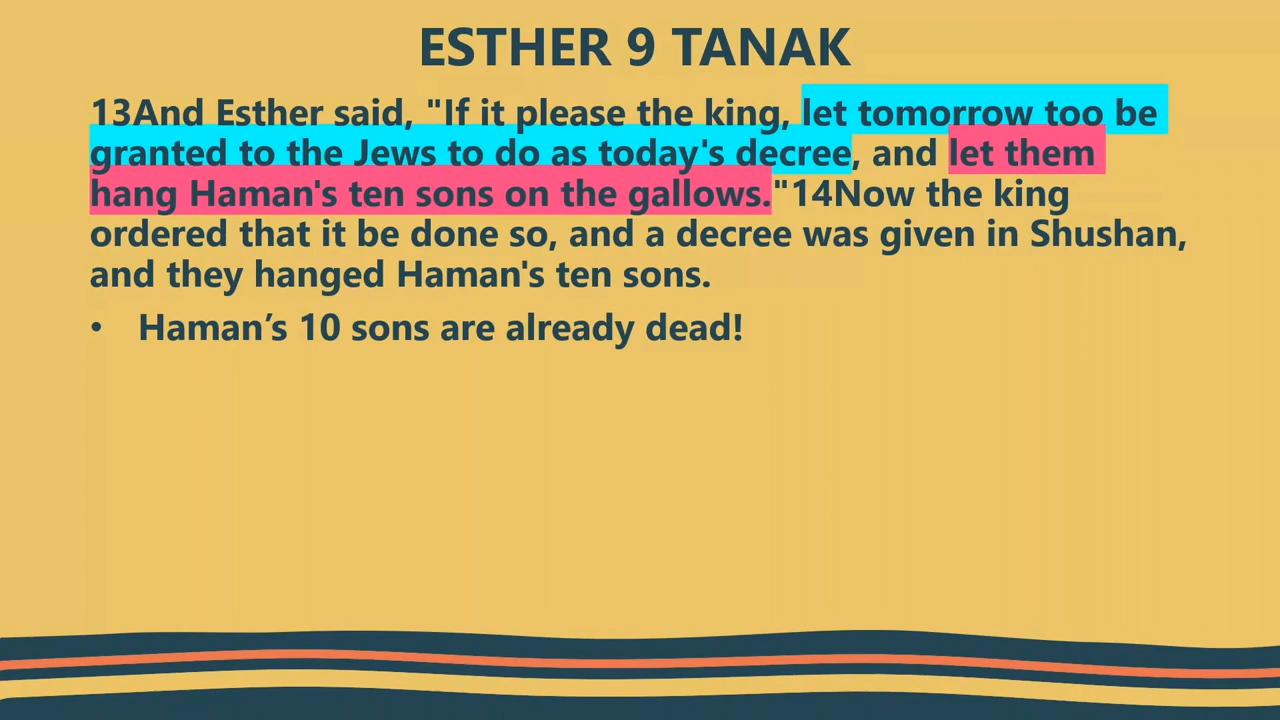 ESTHER 9 TANAK
13And Esther said, "If it please the king, let tomorrow too be
granted to the Jews to do as today's decree, and let them
hang Haman's ten sons on the gallows."14Now the king
ordered that it be done so, and a decree was given in Shushan,
and they hanged Haman's ten sons.
• Haman’s 10 sons are already dead!